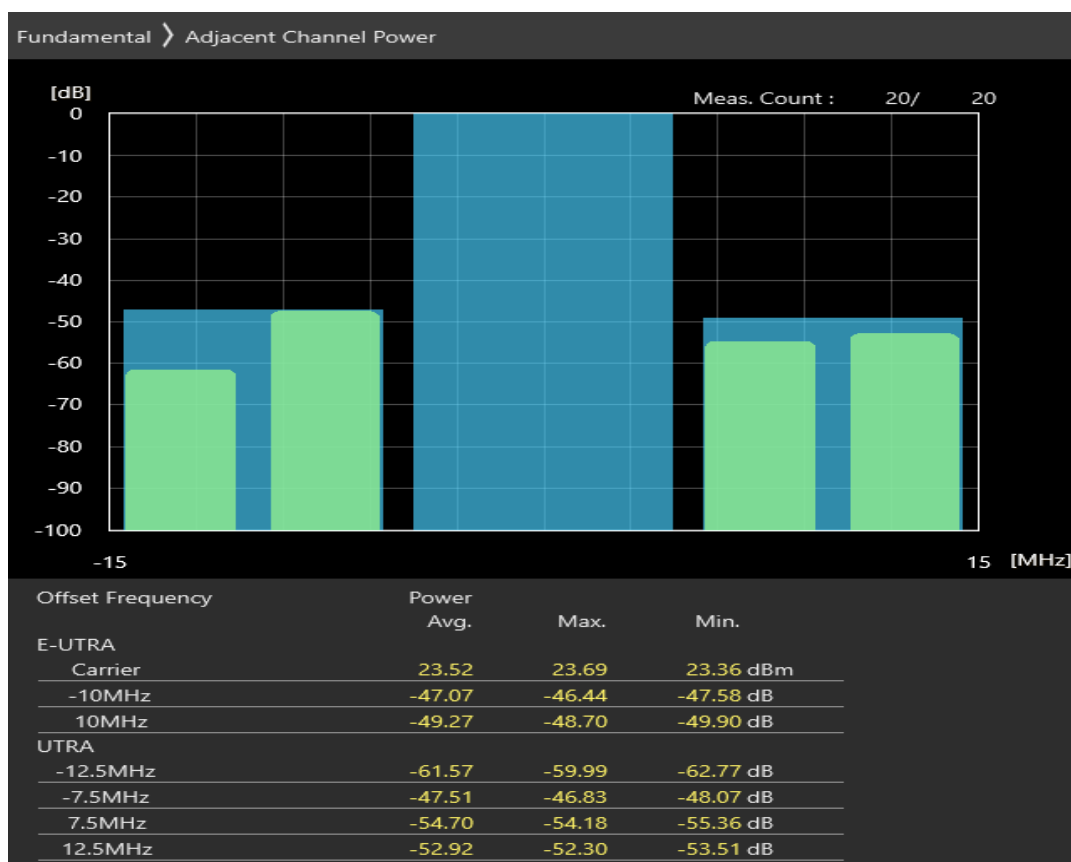 Fundamental ❭ Adjacent Channel Power
[dB]
Meas. Count : 20/ 20
0
-10
-20
-30
-40
-50
-60
-70
-80
-90
-100
-15 15 [MHz]
Offset Frequency Power
Avg. Max. Min.
E-UTRA
Carrier 23.52 23.69 23.36 dBm
-10MHz -47.07 -46.44 -47.58 dB
10MHz -49.27 -48.70 -49.90 dB
UTRA
-12.5MHz -61.57 -59.99 -62.77 dB
-7.5MHz -47.51 -46.83 -48.07 dB
7.5MHz -54.70 -54.18 -55.36 dB
12.5MHz -52.92 -52.30 -53.51 dB